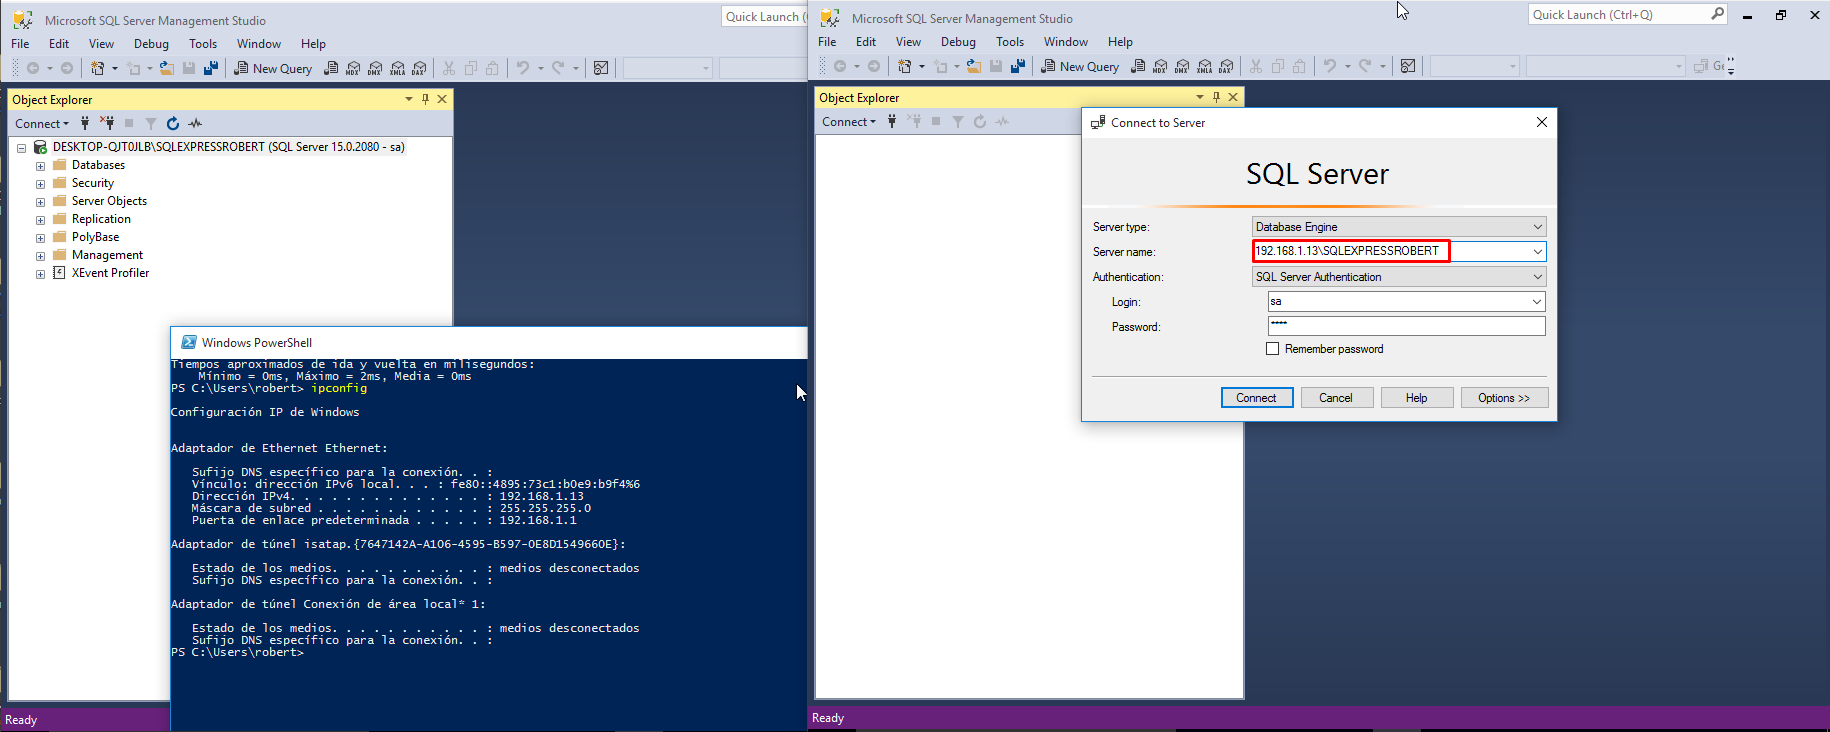 Microsoft SQL Server Management Studio
Quick Launch (
File Edit View Debug Tools Window Help
New Query MDX DMX XMLA DAX
Object Explorer
Connect
DESKTOP-QJT0JLB\SQLEXPRESSROBERT (SQL Server 15.0.2080 - sa)
Databases
Security
Server Objects
Replication
PolyBase
Management
XEvent Profiler
Windows PowerShell
Tiempos aproximados de ida y vuelta en milisegundos:
Mínimo = 0ms, Máximo = 2ms, Media = 0ms
PS C:\Users\robert> ipconfig
Configuración IP de Windows
Adaptador de Ethernet Ethernet:
Sufijo DNS específico para la conexión. . :
Vínculo: dirección IPv6 local. . . : fe80::4895:73c1:b0e9:b9f4%6
Dirección IPv4. . . . . . . . . . . . . . : 192.168.1.13
Máscara de subred . . . . . . . . . . . . : 255.255.255.0
Puerta de enlace predeterminada . . . . . : 192.168.1.1
Adaptador de túnel isatap.{7647142A-A106-4595-B597-0E8D1549660E}:
Estado de los medios. . . . . . . . . . . : medios desconectados
Sufijo DNS específico para la conexión. . :
Adaptador de túnel Conexión de área local* 1:
Estado de los medios. . . . . . . . . . . : medios desconectados
Sufijo DNS específico para la conexión. . :
PS C:\Users\robert>
Ready
Microsoft SQL Server Management Studio
Quick Launch (Ctrl+Q)
File Edit View Debug Tools Window Help
New Query MDX DMX XMLA DAX Ge
Object Explorer
Connect
Connect to Server
SQL Server
Server type: Database Engine
Server name: 192.168.1.13\SQLEXPRESSROBERT
Authentication: SQL Server Authentication
Login: sa
Password: ****
Remember password
Connect Cancel Help Options >>
Ready